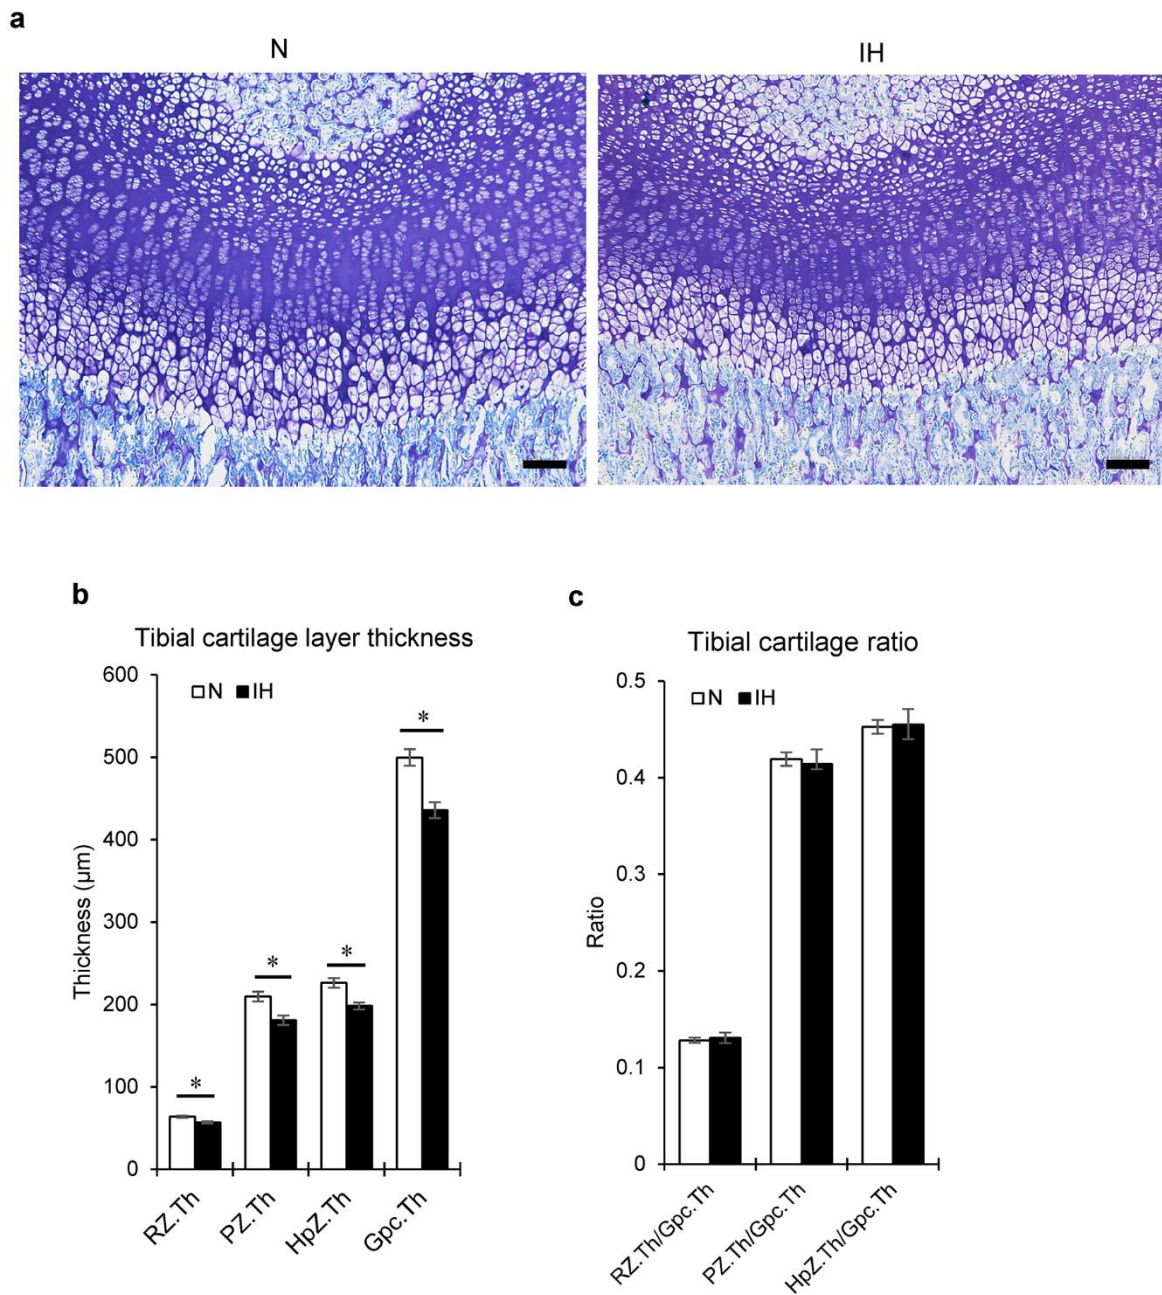 a
N
IH
b
Tibial cartilage layer thickness
N IH
Thickness (μm)
600
500
400
300
200
100
0
*
*
*
*
RZ.Th
PZ.Th
HpZ.Th
Gpc.Th
c
Tibial cartilage ratio
N IH
Ratio
0.5
0.4
0.3
0.2
0.1
0
RZ.Th/Gpc.Th
PZ.Th/Gpc.Th
HpZ.Th/Gpc.Th